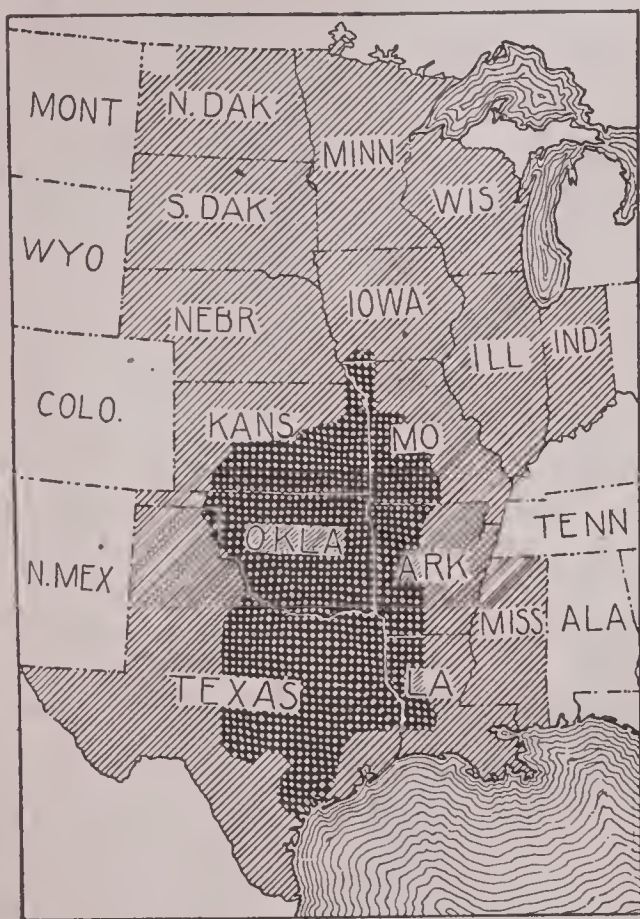 MONT
N. DAK
MINN
S. DAK
WIS
WYO
NEBR
IOWA
ILL
IND
COLO.
KANS
MO
OKLA
TENN
N. MEX
ARK
MISS
ALA
TEXAS
LA